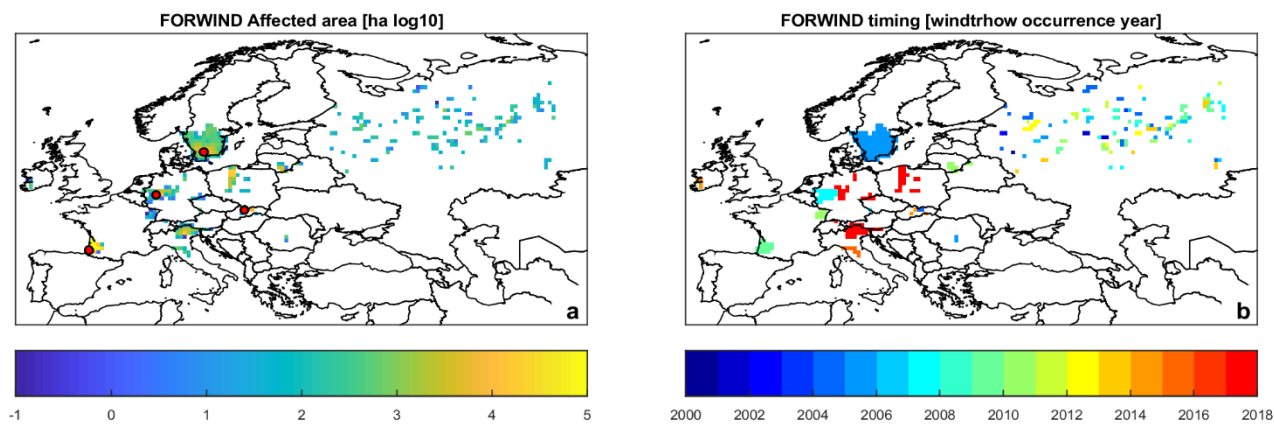 FORWIND Affected area [ha log10]
a
-1 0 1 2 3 4 5
FORWIND timing [windtrhow occurrence year]
b
2000 2002 2004 2006 2008 2010 2012 2014 2016 2018